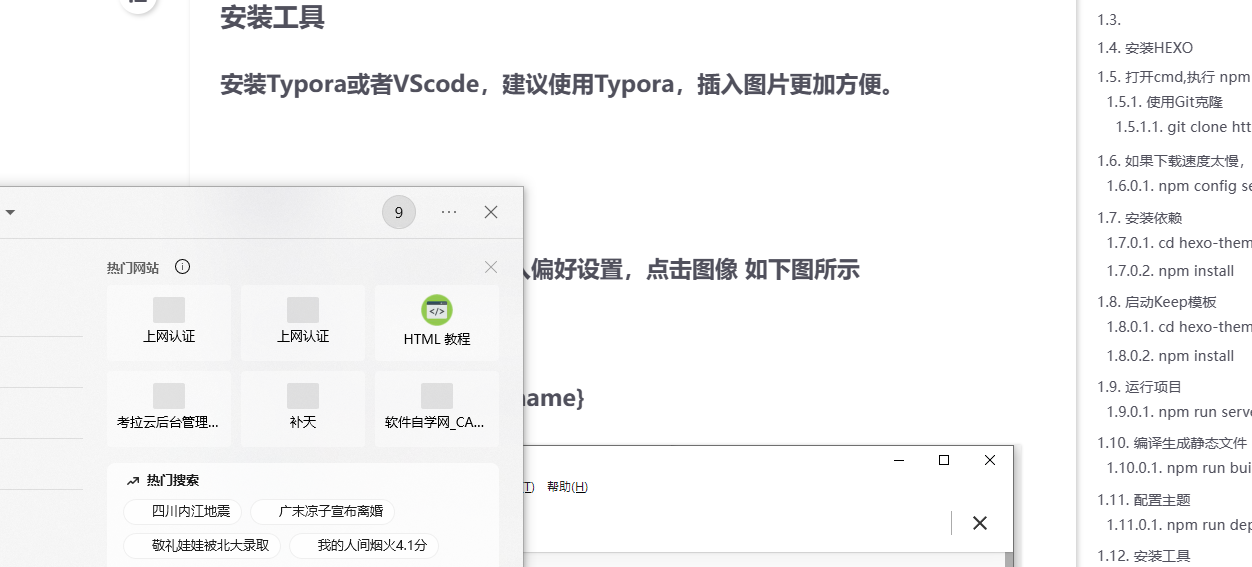 安装工具
安装Typora或者VScode，建议使用Typora，插入图片更加方便。
偏好设置，点击图像 如下图所示
name}
9
热门网站
上网认证
上网认证
HTML 教程
考拉云后台管理...
补天
软件自学网_CA...
热门搜索
四川内江地震
广末凉子宣布离婚
敬礼娃娃被北大录取
我的人间烟火4.1分
帮助(H)
1.3.
1.4. 安装HEXO
1.5. 打开cmd,执行 npm
1.5.1. 使用Git克隆
1.5.1.1. git clone htt
1.6. 如果下载速度太慢，
1.6.0.1. npm config se
1.7. 安装依赖
1.7.0.1. cd hexo-them
1.7.0.2. npm install
1.8. 启动Keep模板
1.8.0.1. cd hexo-them
1.8.0.2. npm install
1.9. 运行项目
1.9.0.1. npm run serve
1.10. 编译生成静态文件
1.10.0.1. npm run bui
1.11. 配置主题
1.11.0.1. npm run dep
1.12. 安装工具